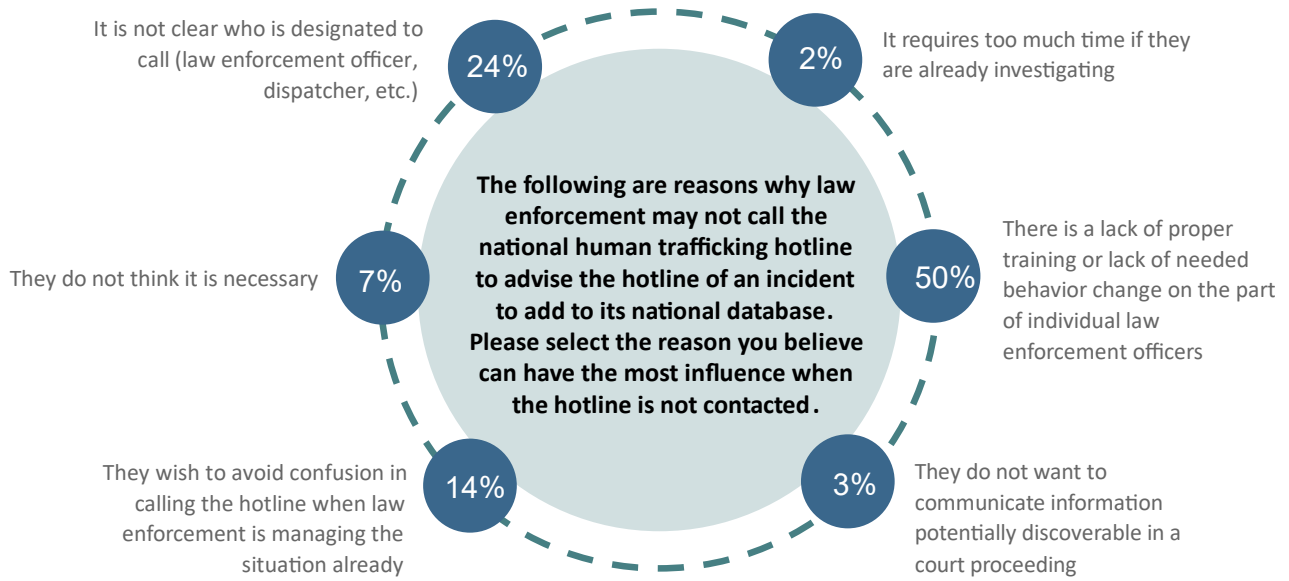 It is not clear who is designated to
call (law enforcement officer,
dispatcher, etc.)
24%
2%
It requires too much time if they
are already investigating
The following are reasons why law
enforcement may not call the
national human trafficking hotline
to advise the hotline of an incident
to add to its national database.
Please select the reason you believe
can have the most influence when
the hotline is not contacted.
They do not think it is necessary
7%
50%
There is a lack of proper
training or lack of needed
behavior change on the part
of individual law
enforcement officers
They wish to avoid confusion in
calling the hotline when law
enforcement is managing the
situation already
14%
3%
They do not want to
communicate information
potentially discoverable in a
court proceeding